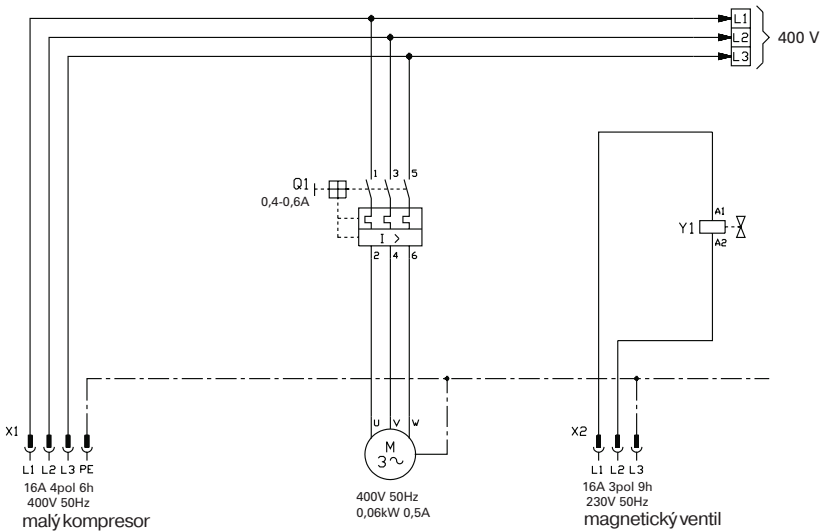 L1
L2
400 V
L3
1 3 5
Q1
0,4-0,6A
I >
2 4 6
A1
Y1
A2
U V W
X1
L1 L2 L3 PE
16A 4pol 6h
400V 50Hz
malý kompresor
M
3~
400V 50Hz
0,06kW 0,5A
X2
L1 L2 L3
16A 3pol 9h
230V 50Hz
magnetický ventil